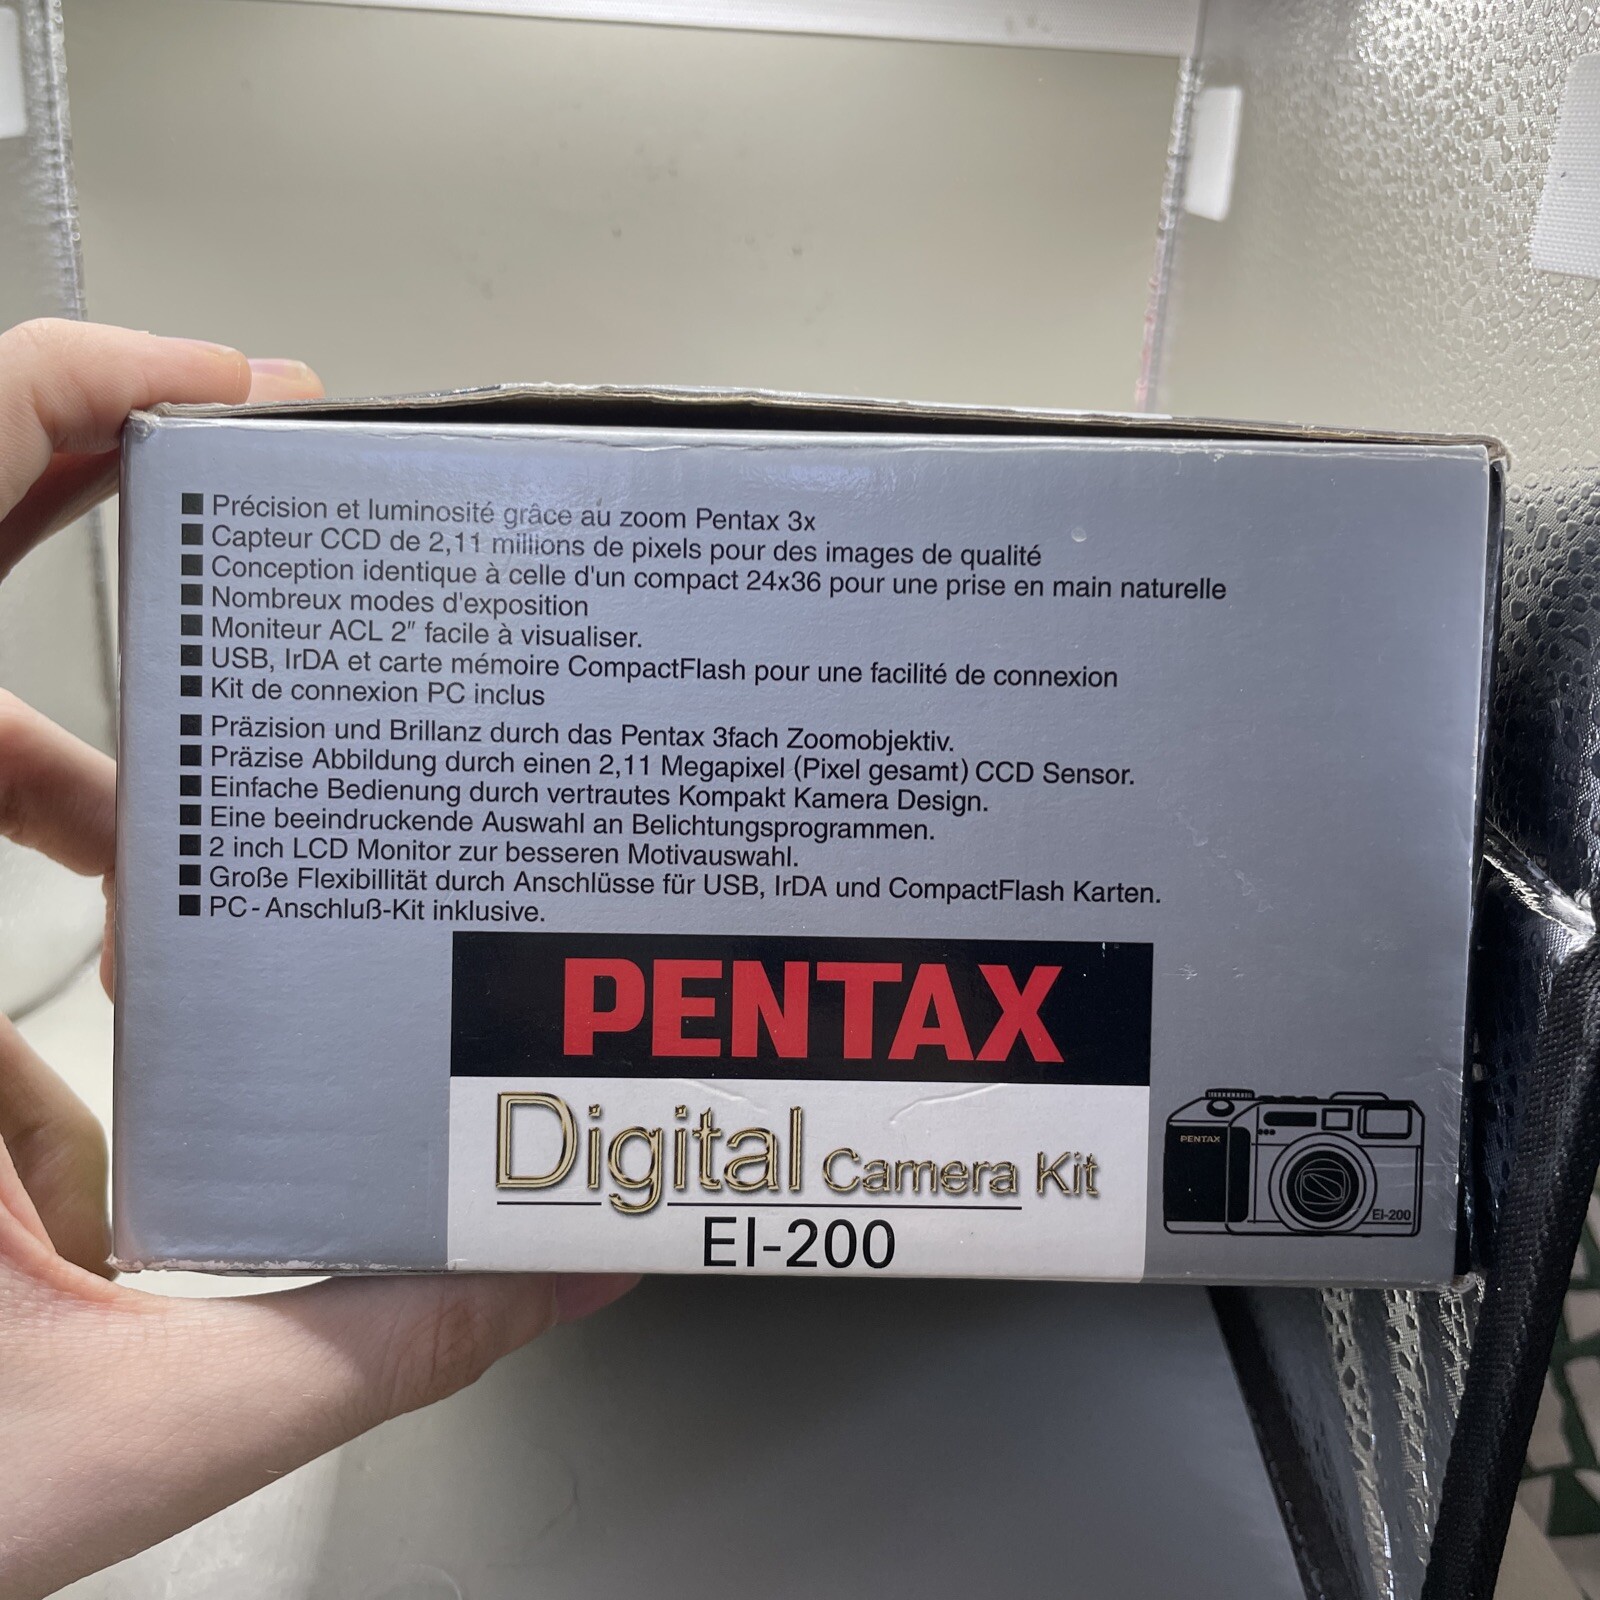 ■ Précision et luminosité grâce au zoom Pentax 3x
■ Capteur CCD de 2,11 millions de pixels pour des images de qualité
■ Conception identique à celle d'un compact 24x36 pour une prise en main naturelle
■ Nombreux modes d'exposition
■ Moniteur ACL 2" facile à visualiser.
■ USB, IrDA et carte mémoire CompactFlash pour une facilité de connexion
■ Kit de connexion PC inclus
■ Präzision und Brillanz durch das Pentax 3fach Zoomobjektiv.
■ Präzise Abbildung durch einen 2,11 Megapixel (Pixel gesamt) CCD Sensor.
■ Einfache Bedienung durch vertrautes Kompakt Kamera Design.
■ Eine beeindruckende Auswahl an Belichtungsprogrammen.
■ 2 inch LCD Monitor zur besseren Motivauswahl.
■ Große Flexibillität durch Anschlüsse für USB, IrDA und CompactFlash Karten.
■ PC-Anschluß-Kit inklusive.
PENTAX
Digital Camera Kit
EI-200
PENTAX
EI-200